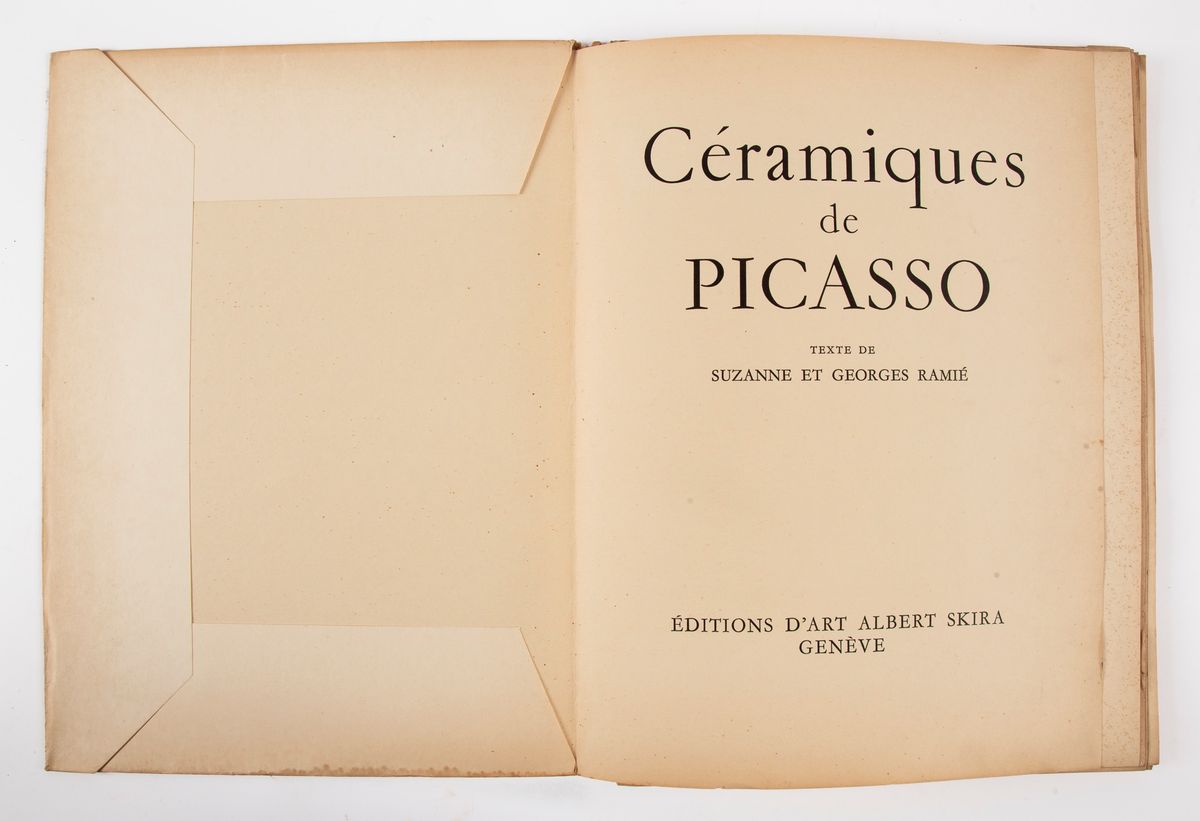 Céramiques
de
PICASSO
TEXTE DE
SUZANNE ET GEORGES RAMIÉ
ÉDITIONS D'ART ALBERT SKIRA
GENÈVE